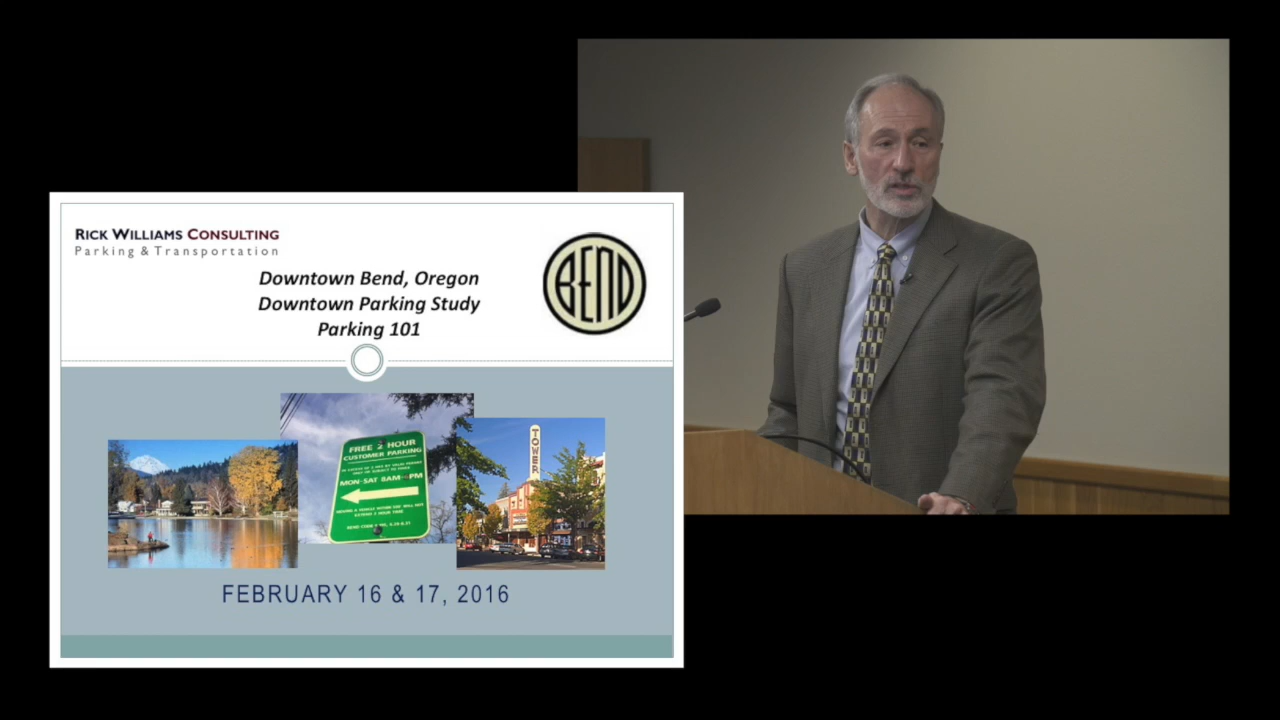 RICK WILLIAMS CONSULTING
Parking & Transportation
BEND
Downtown Bend, Oregon
Downtown Parking Study
Parking 101
FREE 2 HOUR
CUSTOMER PARKING
MON-SAT 8AM-PM
TOWER
FEBRUARY 16 & 17, 2016